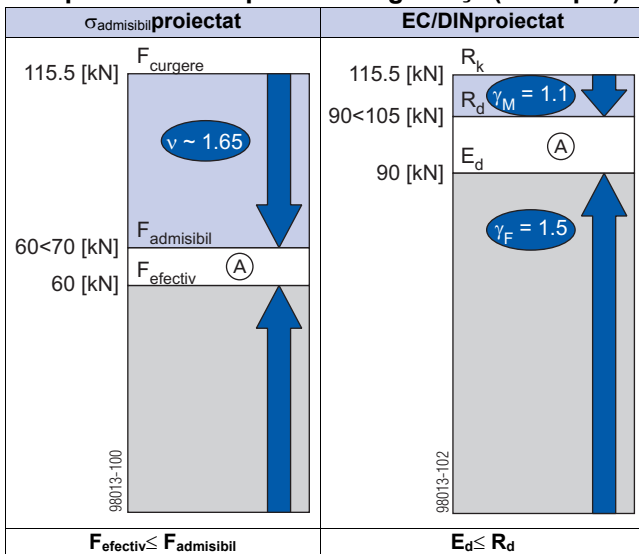 σadmisibilproiectat
EC/DINproiectat
Fcurgere
115.5 [kN]
ν ~ 1.65
Fadmisibil
60<70 [kN]
Fefectiv
A
60 [kN]
98013-100
Fefectiv≤ Fadmisibil
Rk
115.5 [kN]
Rd
γM = 1.1
90<105 [kN]
A
Ed
90 [kN]
γF = 1.5
98013-102
Ed≤ Rd